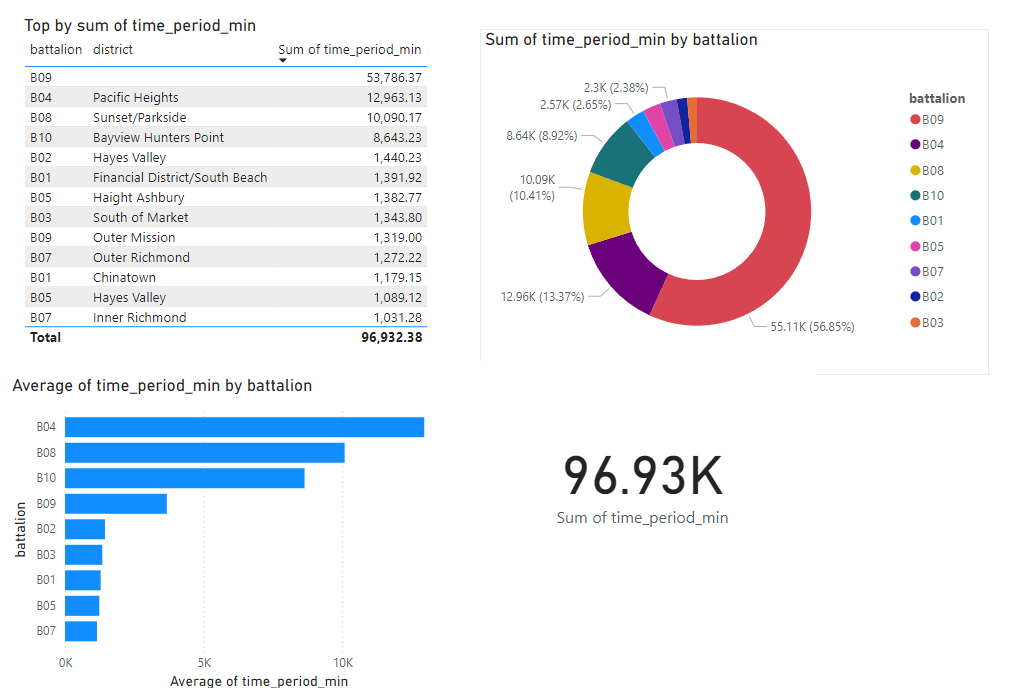 Top by sum of time_period_min
battalion district Sum of time_period_min
B09 53,786.37
B04 Pacific Heights 12,963.13
B08 Sunset/Parkside 10,090.17
B10 Bayview Hunters Point 8,643.23
B02 Hayes Valley 1,440.23
B01 Financial District/South Beach 1,391.92
B05 Haight Ashbury 1,382.77
B03 South of Market 1,343.80
B09 Outer Mission 1,319.00
B07 Outer Richmond 1,272.22
B01 Chinatown 1,179.15
B05 Hayes Valley 1,089.12
B07 Inner Richmond 1,031.28
Total 96,932.38
Sum of time_period_min by battalion
2.3K (2.38%)
2.57K (2.65%)
8.64K (8.92%)
10.09K
(10.41%)
12.96K (13.37%)
55.11K (56.85%)
battalion
B09
B04
B08
B10
B01
B05
B07
B02
B03
Average of time_period_min by battalion
battalion
B04
B08
B10
B09
B02
B03
B01
B05
B07
0K 5K 10K
Average of time_period_min
96.93K
Sum of time_period_min